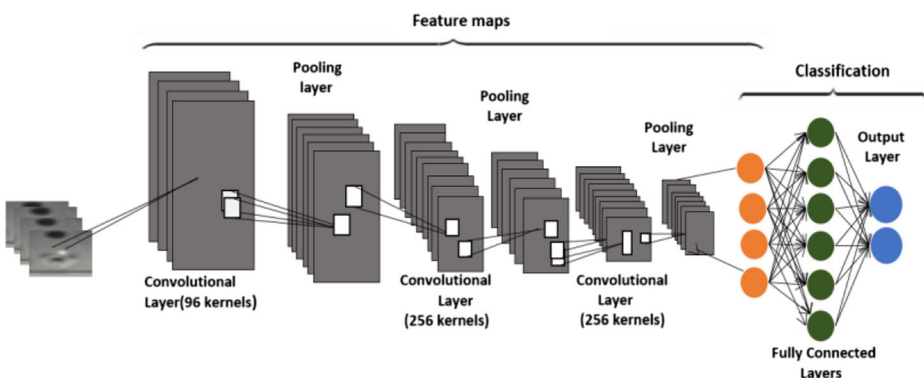 Feature maps
Pooling
layer
Pooling
Layer
Pooling
Layer
Classification
Output
Layer
Convolutional
Layer(96 kernels)
Convolutional
Layer
(256 kernels)
Convolutional
Layer
(256 kernels)
Fully Connected
Layers